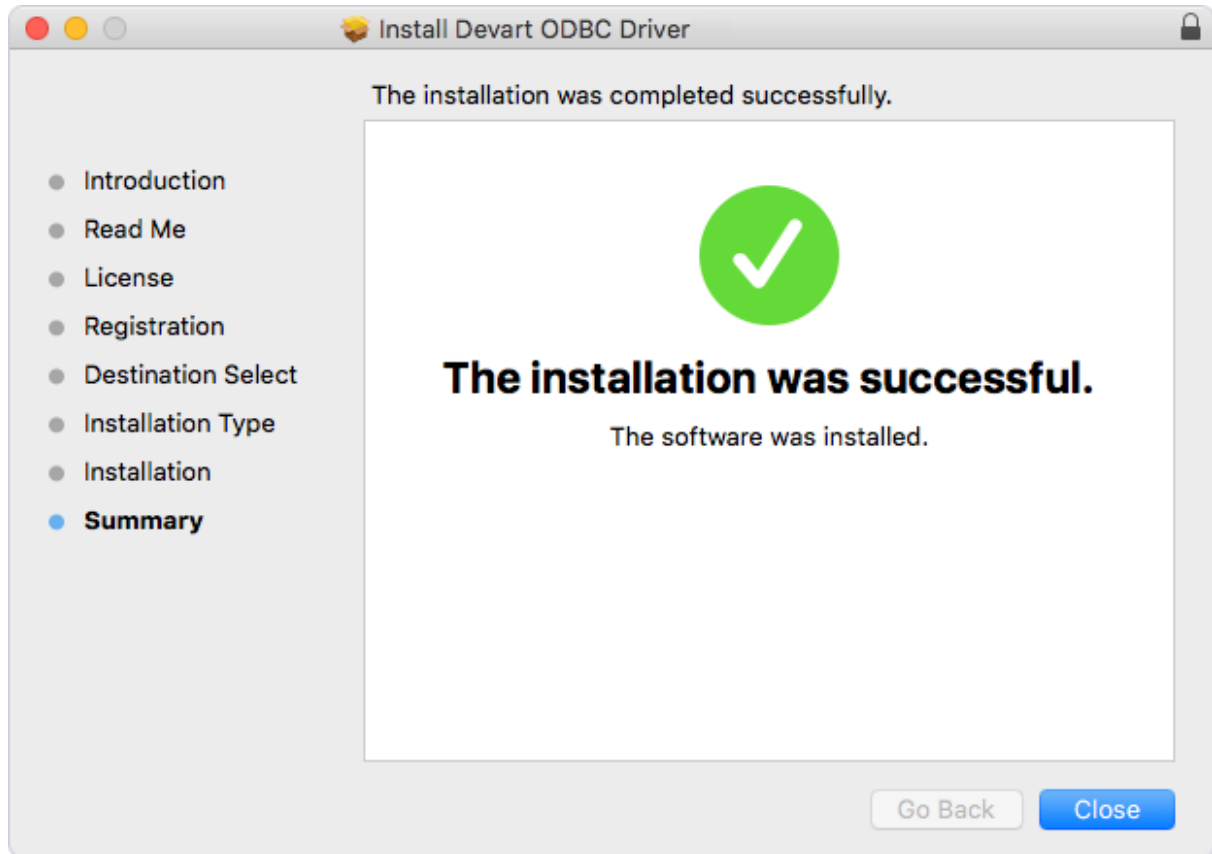 Install Devart ODBC Driver
The installation was completed successfully.
Introduction
Read Me
License
Registration
Destination Select
Installation Type
Installation
Summary
The installation was successful.
The software was installed.
Go Back
Close